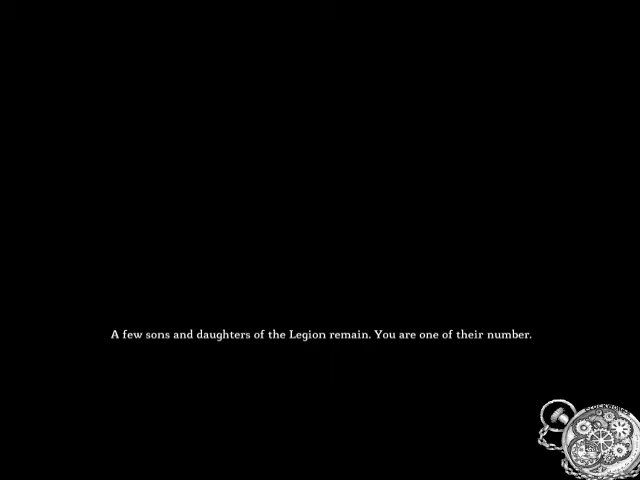 A few sons and daughters of the Legion remain. You are one of their number.